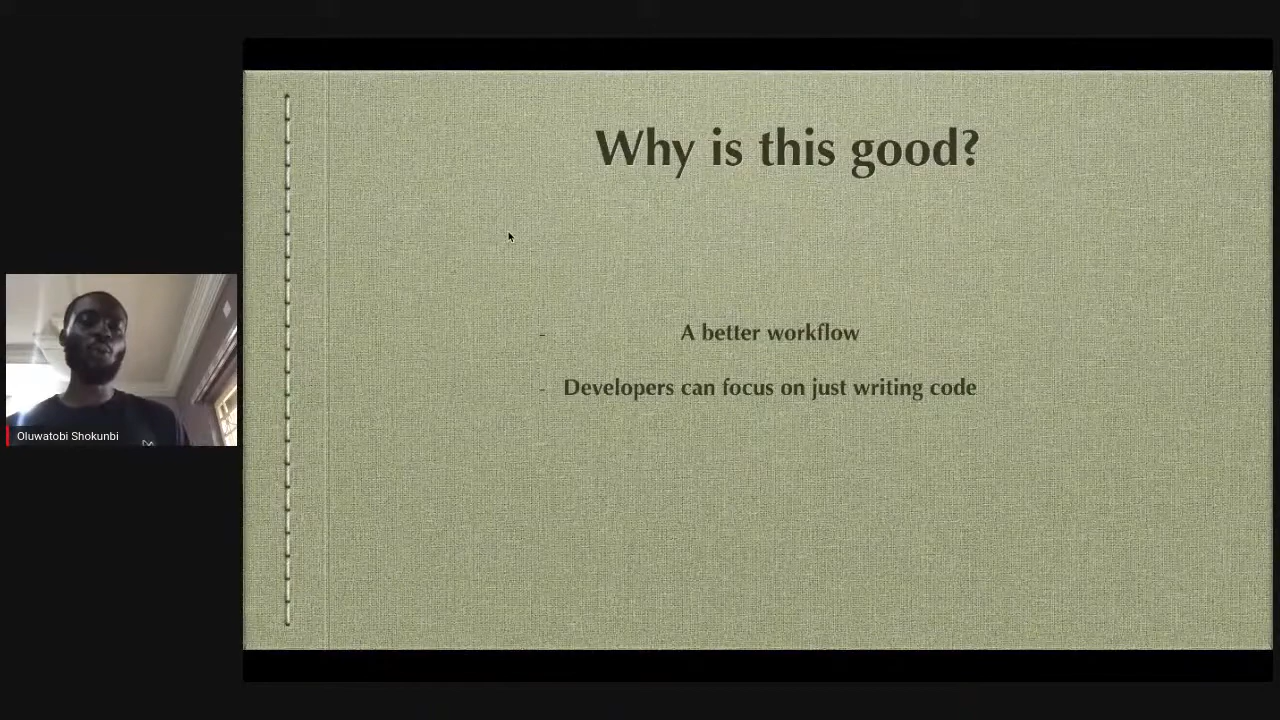 Why is this good?
- A better workflow
- Developers can focus on just writing code
Oluwatobi Shokunbi